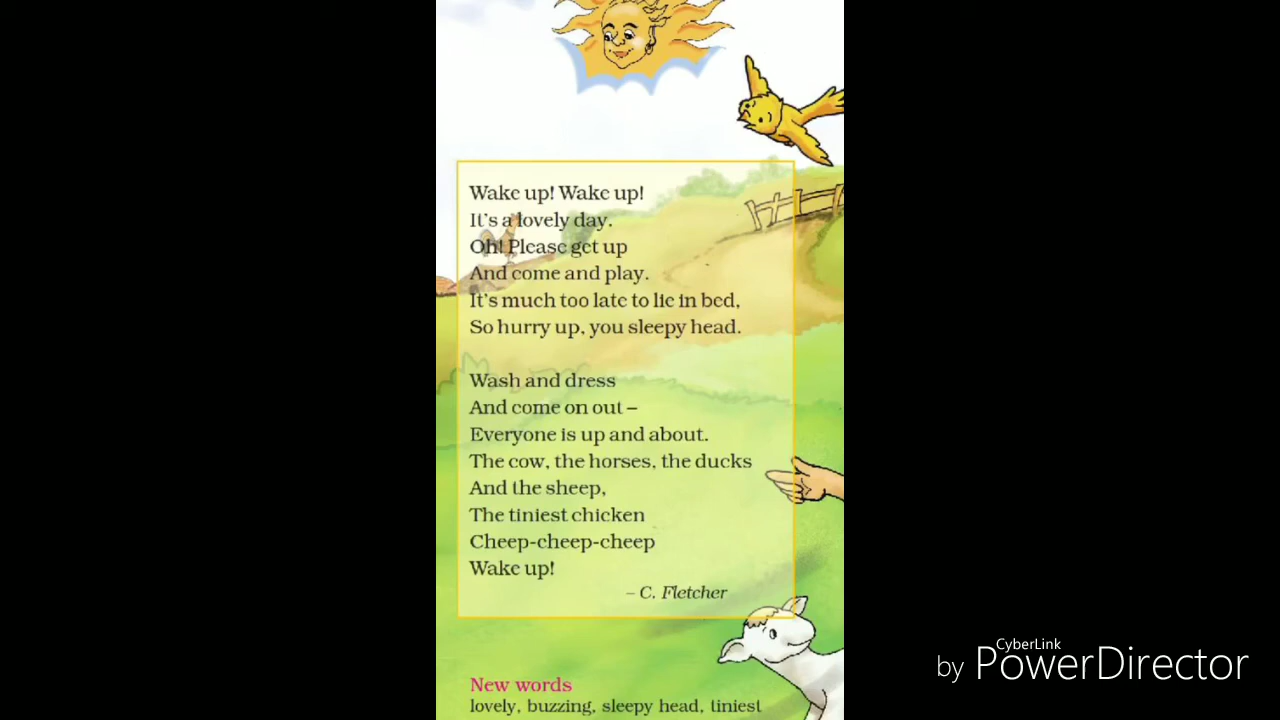 Wake up! Wake up!
It's a lovely day.
Oh! Please get up
And come and play.
It's much too late to lie in bed,
So hurry up, you sleepy head.
Wash and dress
And come on out –
Everyone is up and about.
The cow, the horses, the ducks
And the sheep,
The tiniest chicken
Cheep-cheep-cheep
Wake up!
– C. Fletcher
New words
lovely, buzzing, sleepy head, tiniest
CyberLink
by PowerDirector